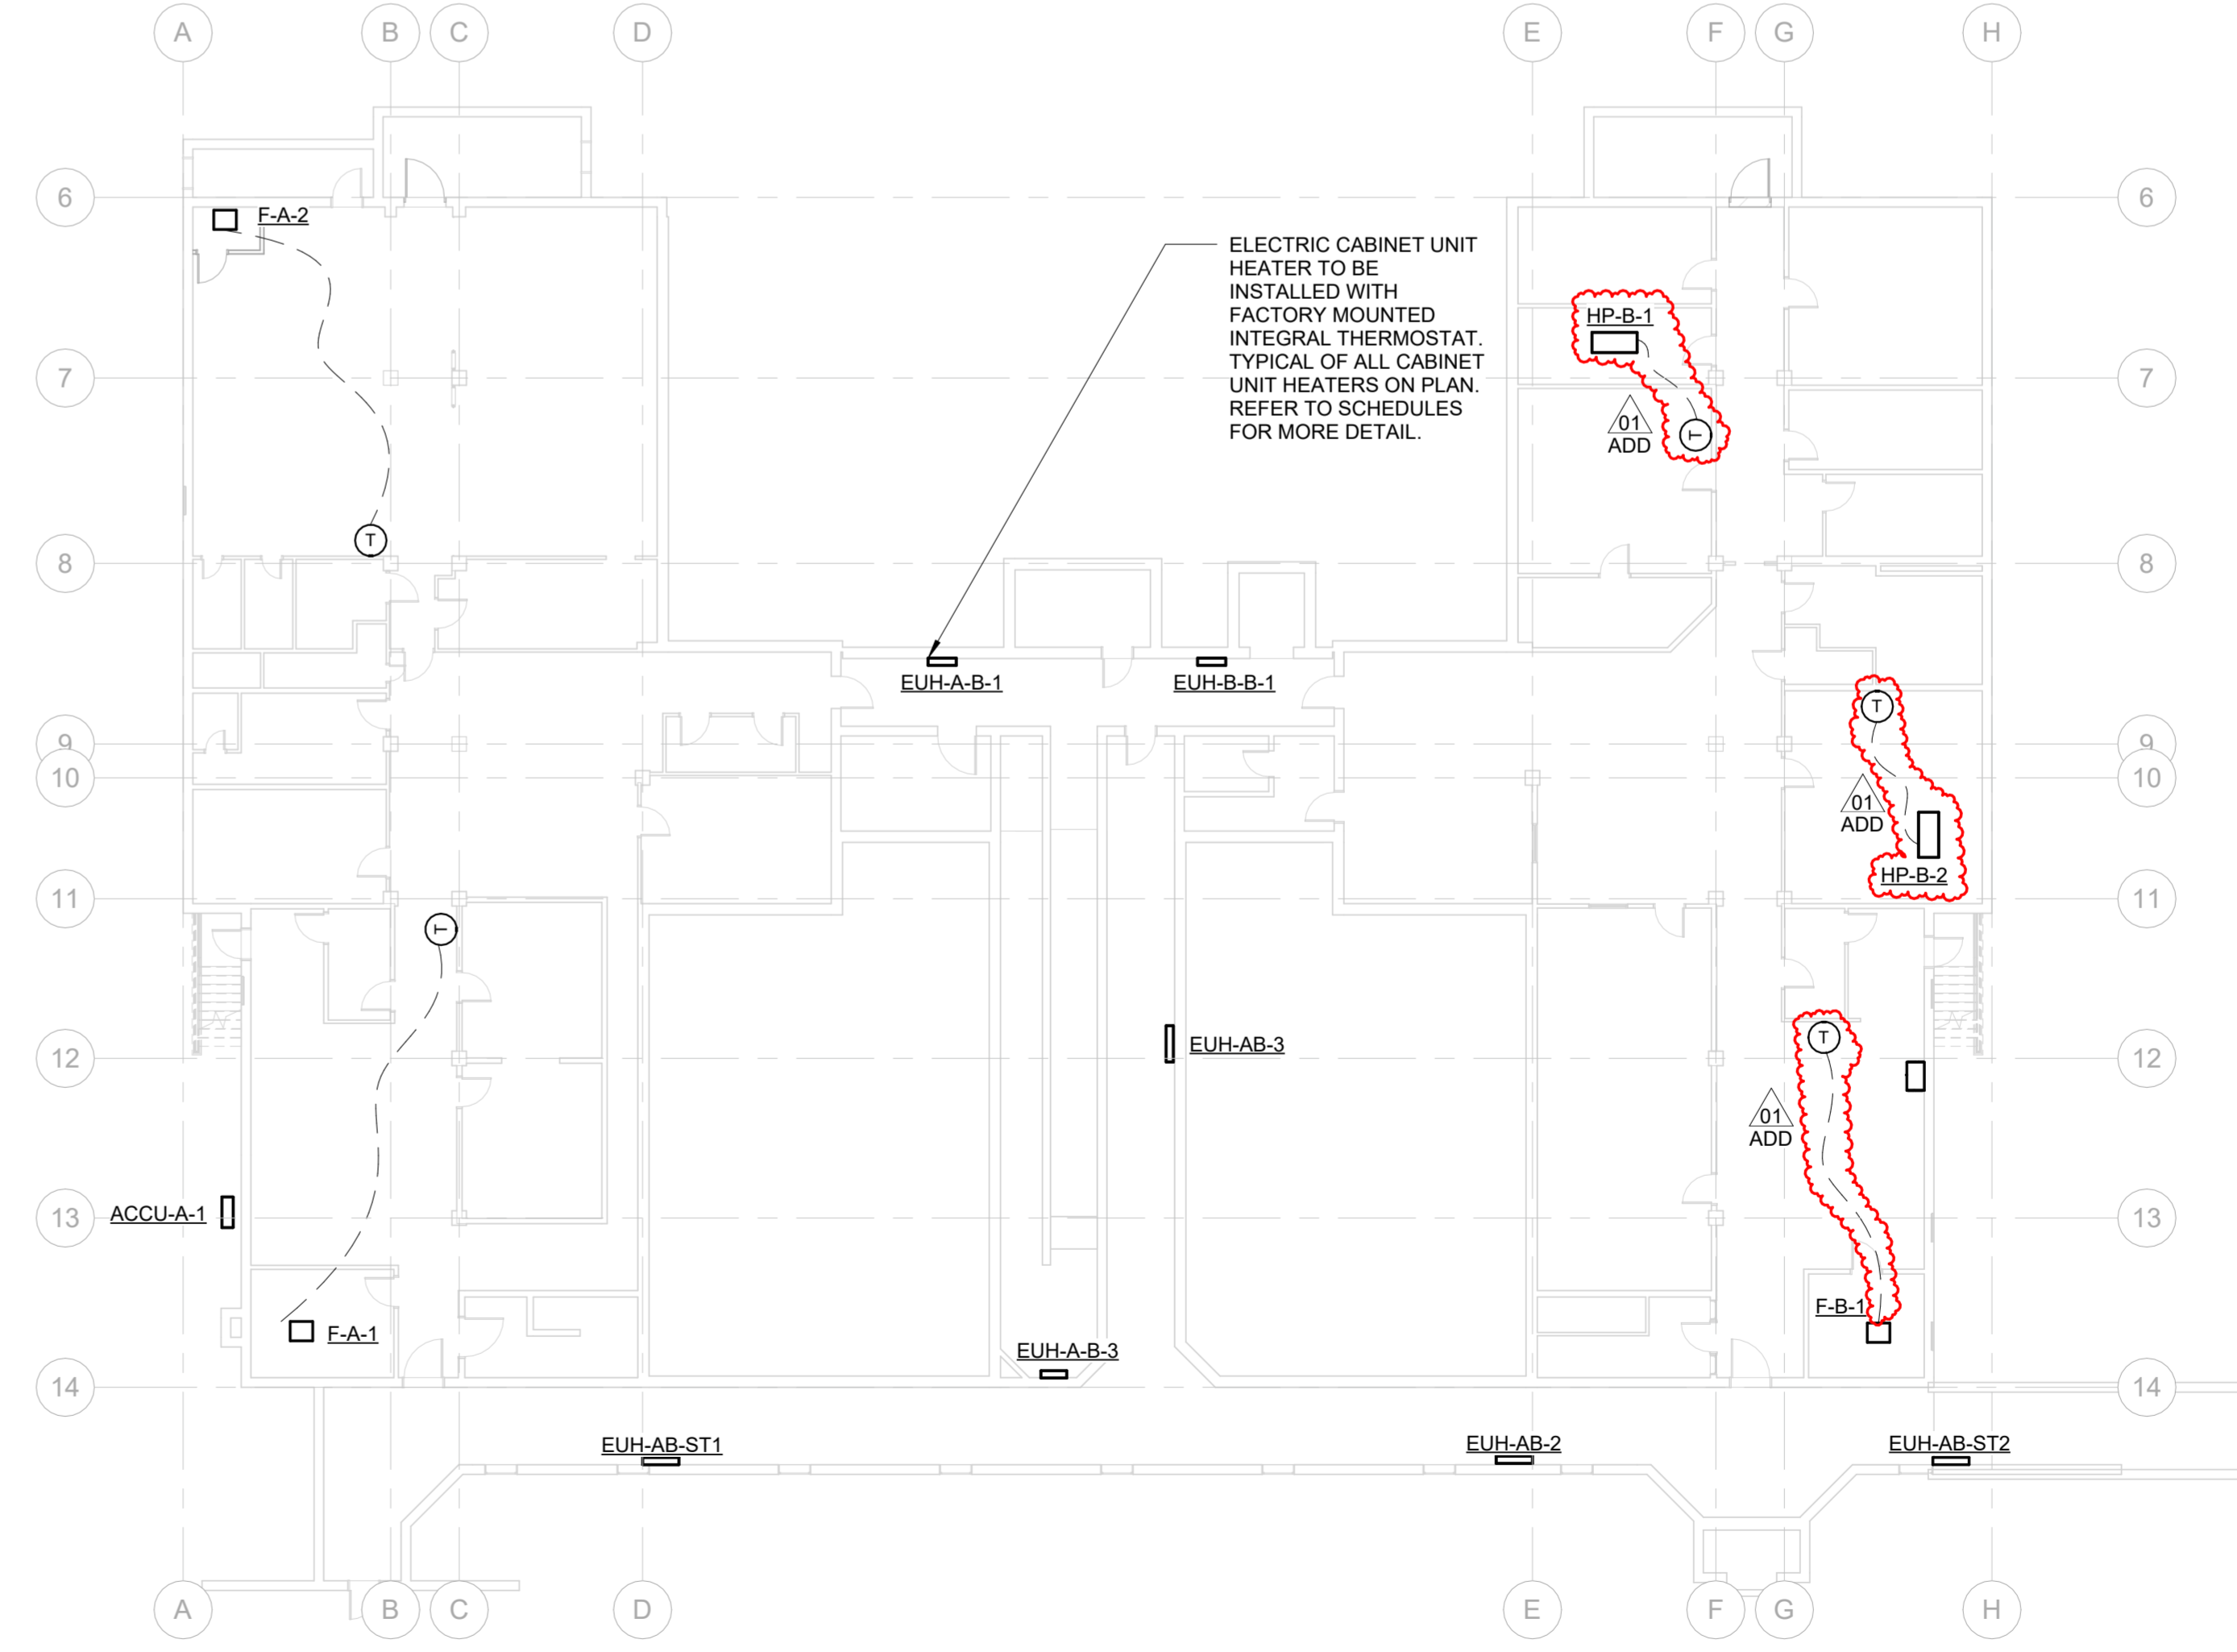 A B C D E F G H
6 6
F-A-2
ELECTRIC CABINET UNIT
HEATER TO BE
INSTALLED WITH
FACTORY MOUNTED
INTEGRAL THERMOSTAT.
TYPICAL OF ALL CABINET
UNIT HEATERS ON PLAN.
REFER TO SCHEDULES
FOR MORE DETAIL.
HP-B-1
7 7
01
ADD
T
T
8 8
EUH-A-B-1 EUH-B-B-1
T
9 9
10 10
01
ADD
HP-B-2
11 11
T
T
EUH-AB-3
12 12
01
ADD
ACCU-A-1
13 13
F-B-1
F-A-1
EUH-A-B-3
14 14
EUH-AB-ST1 EUH-AB-2 EUH-AB-ST2
A B C D E F G H